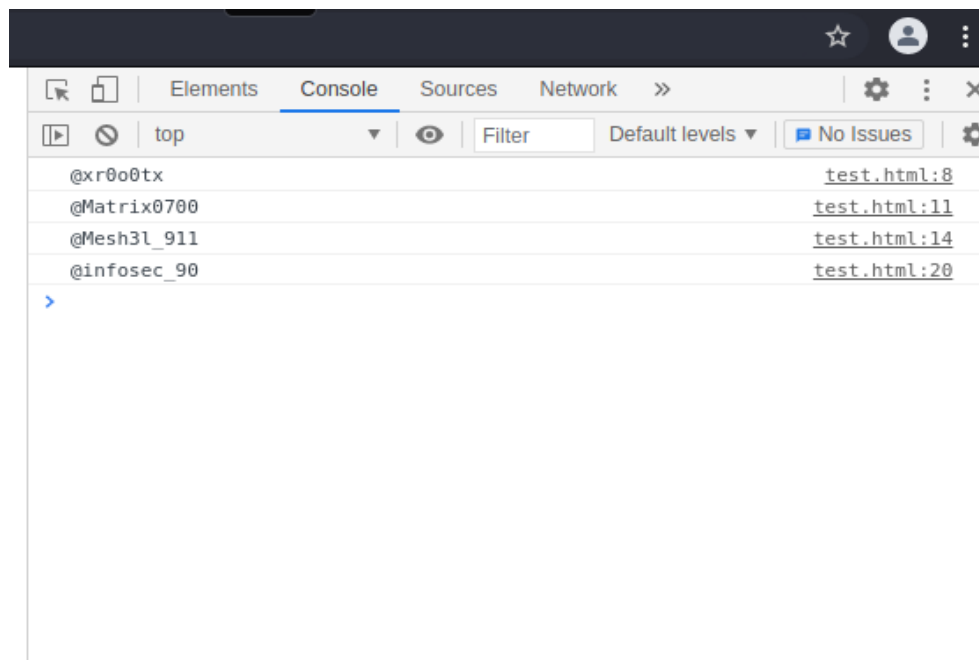 Elements Console Sources Network »
top Filter Default levels No Issues
@xr0o0tx test.html:8
@Matrix0700 test.html:11
@Mesh3l_911 test.html:14
@infosec_90 test.html:20